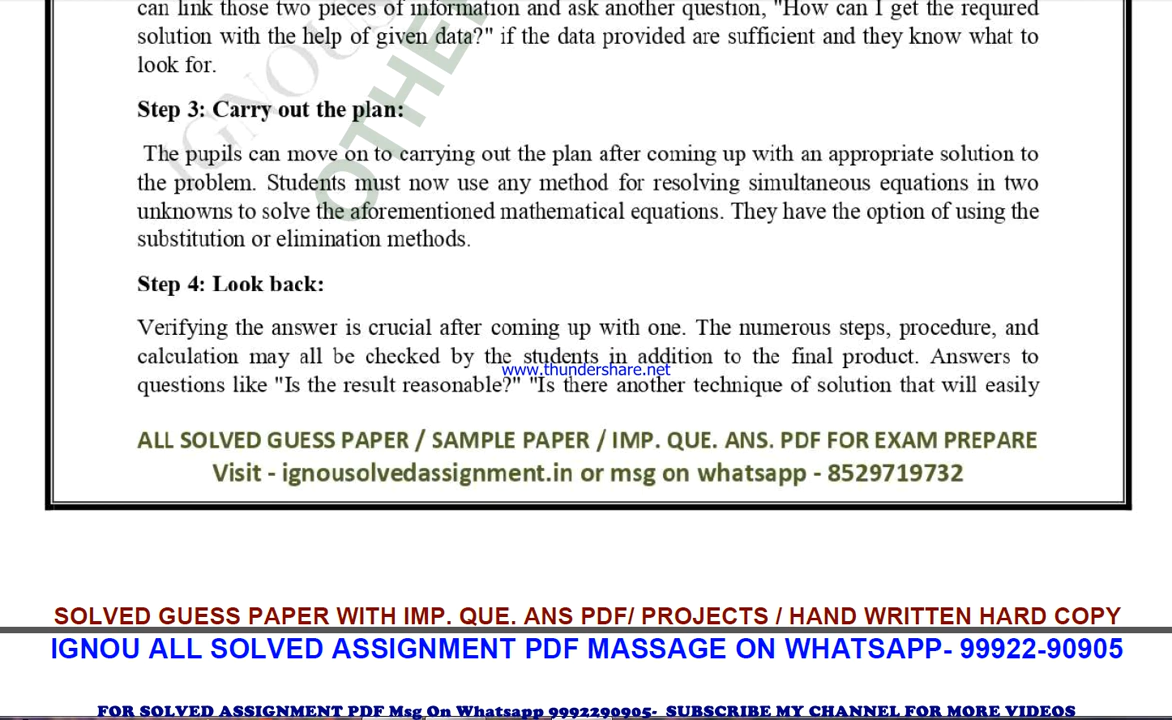 can link those two pieces of information and ask another question, "How can I get the required
solution with the help of given data?" if the data provided are sufficient and they know what to
look for.
Step 3: Carry out the plan:
The pupils can move on to carrying out the plan after coming up with an appropriate solution to
the problem. Students must now use any method for resolving simultaneous equations in two
unknowns to solve the aforementioned mathematical equations. They have the option of using the
substitution or elimination methods.
Step 4: Look back:
Verifying the answer is crucial after coming up with one. The numerous steps, procedure, and
calculation may all be checked by the students in addition to the final product. Answers to
www.thundershare.net
questions like "Is the result reasonable?" "Is there another technique of solution that will easily
ALL SOLVED GUESS PAPER / SAMPLE PAPER / IMP. QUE. ANS. PDF FOR EXAM PREPARE
Visit - ignousolvedassignment.in or msg on whatsapp - 8529719732
IGNOU
OTHE
SOLVED GUESS PAPER WITH IMP. QUE. ANS PDF/ PROJECTS / HAND WRITTEN HARD COPY
IGNOU ALL SOLVED ASSIGNMENT PDF MASSAGE ON WHATSAPP- 99922-90905
FOR SOLVED ASSIGNMENT PDF Msg On Whatsapp 9992290905- SUBSCRIBE MY CHANNEL FOR MORE VIDEOS